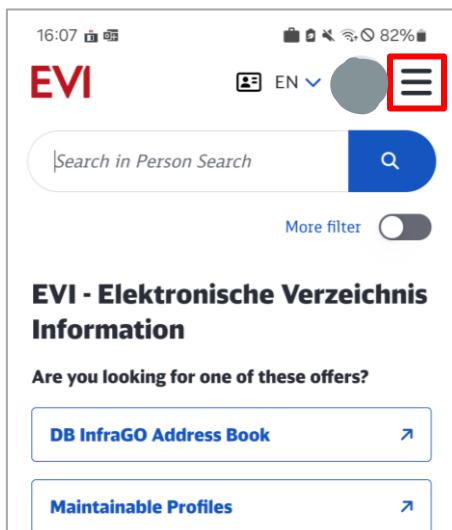 16:07 82%
EVI EN
Search in Person Search
More filter
EVI - Elektronische Verzeichnis
Information
Are you looking for one of these offers?
DB InfraGO Address Book
Maintainable Profiles